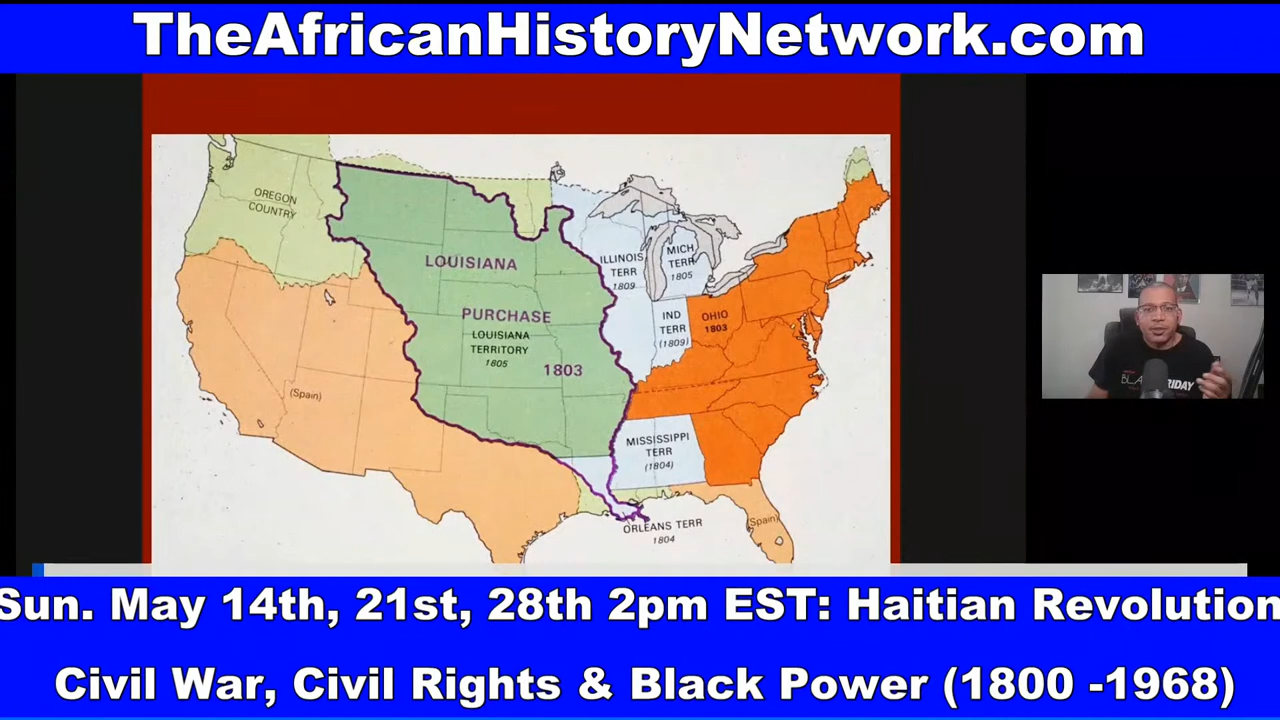 TheAfricanHistoryNetwork.com
OREGON
COUNTRY
LOUISIANA
PURCHASE
LOUISIANA
TERRITORY
1805
1803
(Spain)
ILLINOIS
TERR
1809
MICH
TERR
1805
IND
TERR
(1809)
OHIO
1803
MISSISSIPPI
TERR
(1804)
ORLEANS TERR
1804
(Spain)
Sun. May 14th, 21st, 28th 2pm EST: Haitian Revolution
Civil War, Civil Rights & Black Power (1800 -1968)